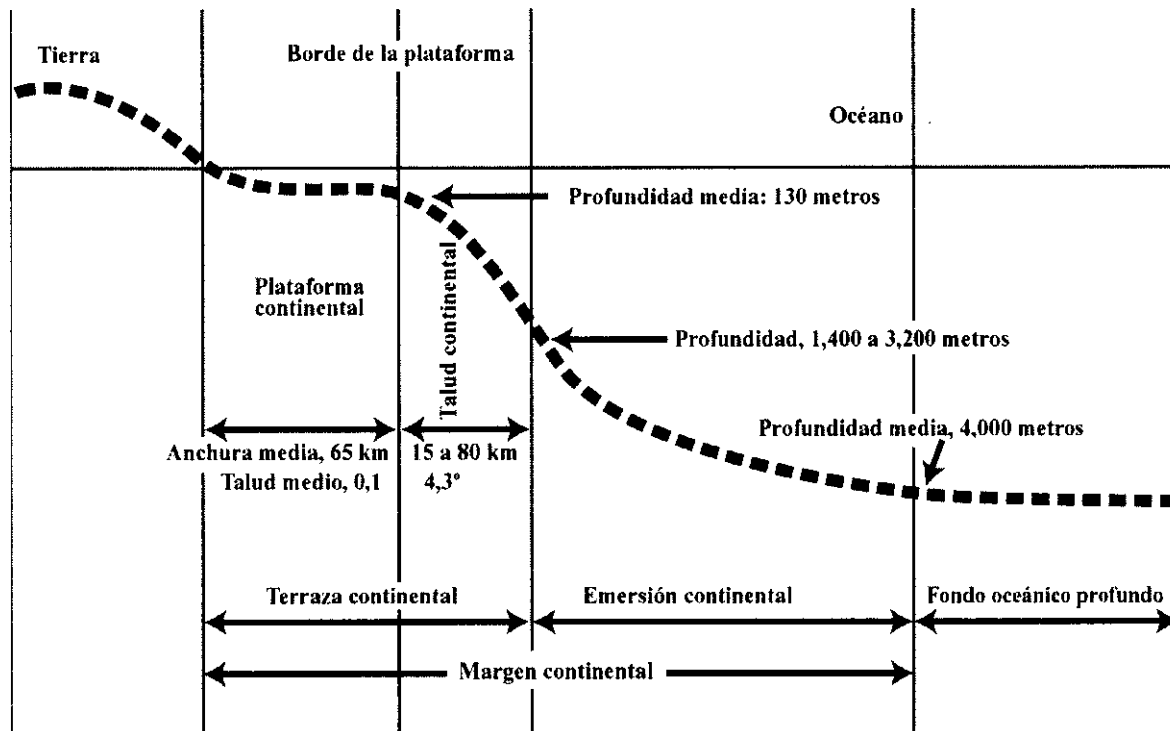 Tierra
Borde de la plataforma
Océano
Profundidad media: 130 metros
Plataforma
continental
Talud continental
Profundidad, 1,400 a 3,200 metros
Profundidad media, 4,000 metros
Anchura media, 65 km
15 a 80 km
Talud medio, 0,1
4,3º
Terraza continental
Emersión continental
Fondo oceánico profundo
Margen continental